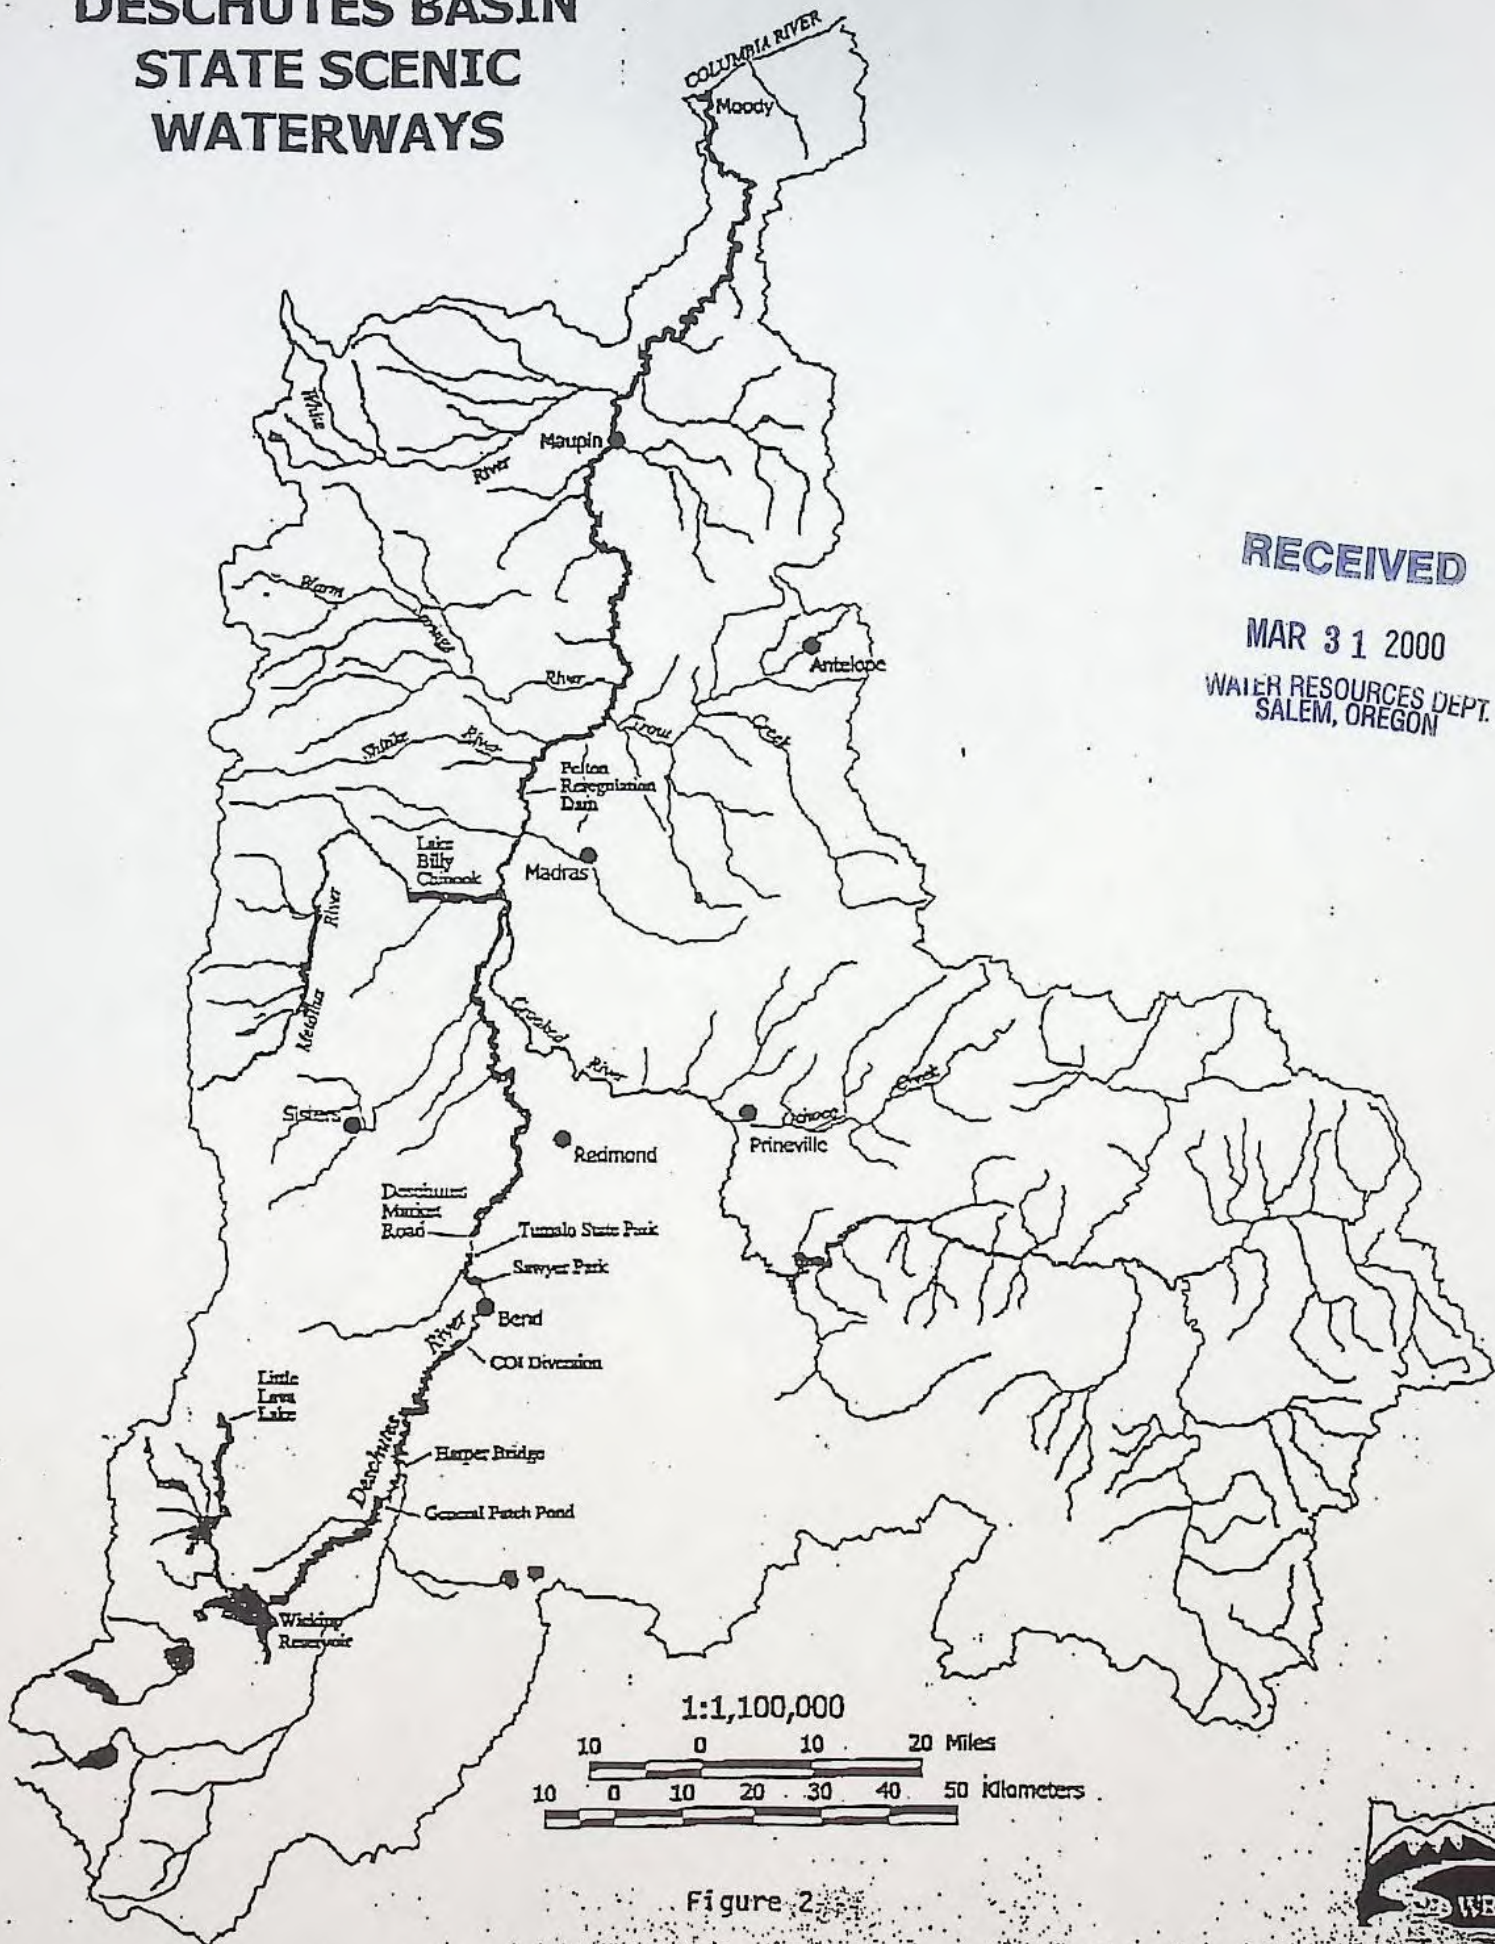 DESCHUTES BASIN
STATE SCENIC
WATERWAYS
COLUMBIA RIVER
Moody
White
River
Maupin
RECEIVED
MAR 31 2000
WATER RESOURCES DEPT.
SALEM, OREGON
Warm
Springs
River
Antelope
Trout
Creek
Shitike
River
Pelton
Reregulation
Dam
Lake
Billy
Chinook
Madras
River
Metolius
Crooked
River
Creek
Ochoco
Sisters
Redmond
Prineville
Deschutes
Market
Road
Tumalo State Park
Sawyer Park
River
Bend
COI Diversion
Little
Lava
Lake
Deschutes
Harper Bridge
General Patch Pond
Wickiup
Reservoir
1:1,100,000
10 0 10 20 Miles
10 0 10 20 30 40 50 Kilometers
Figure 2